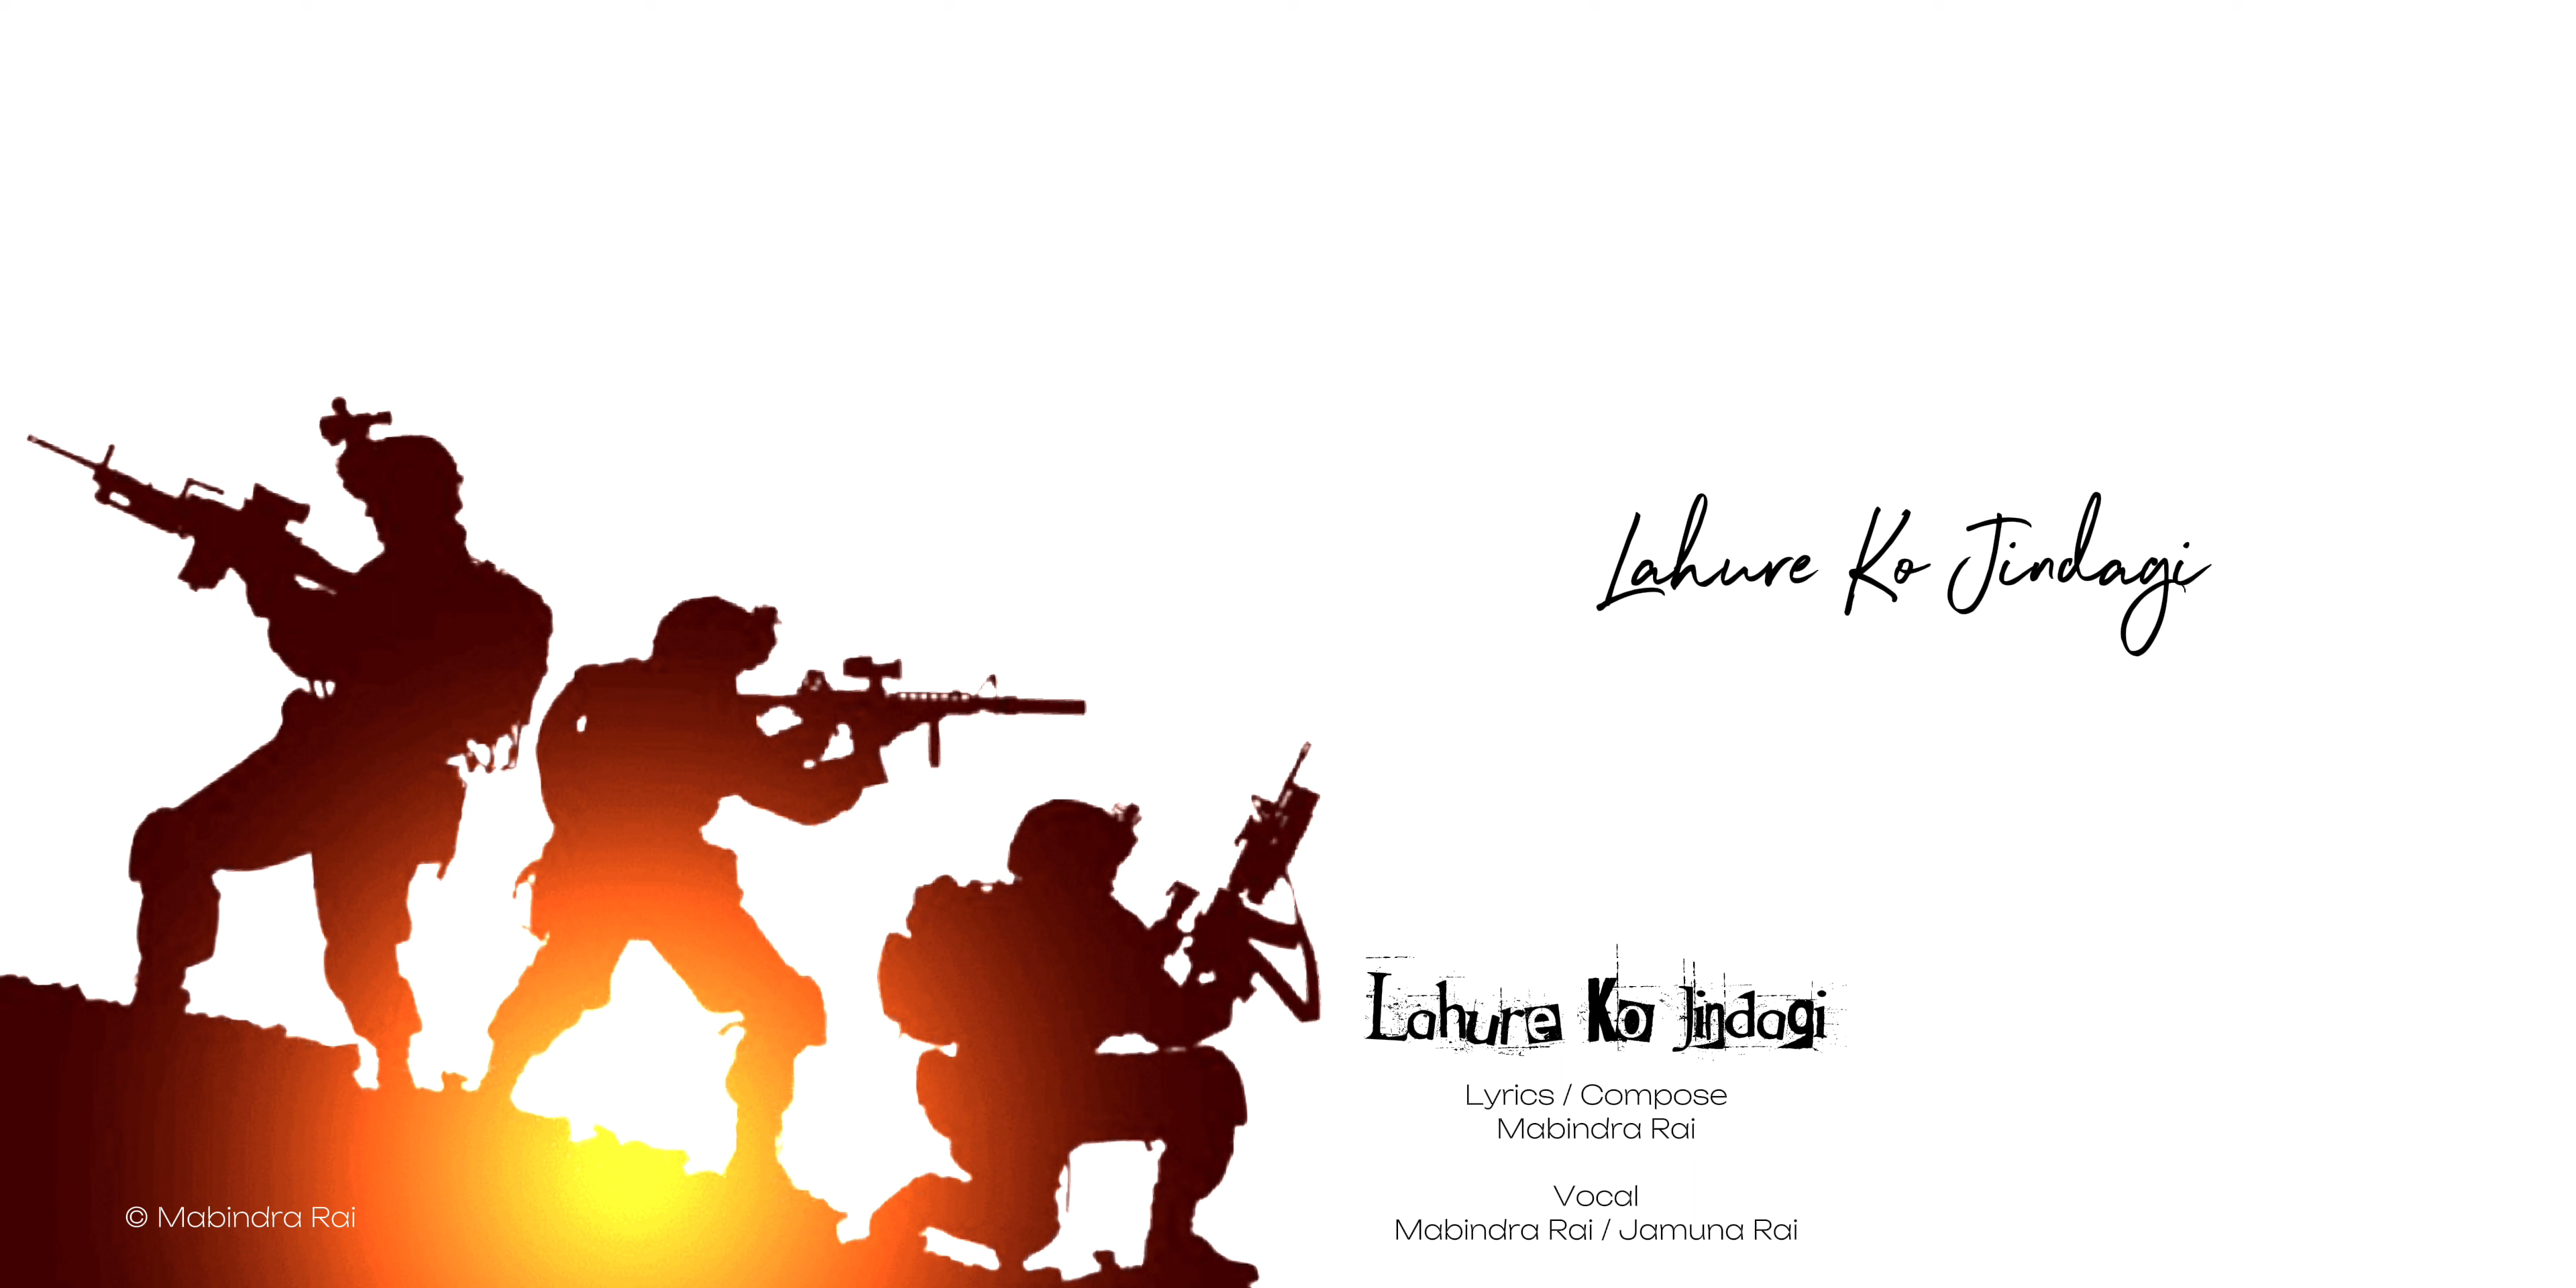 Lahure Ko Jindagi
Lahure Ko Jindagi
Lyrics / Compose
Mabindra Rai
Vocal
Mabindra Rai / Jamuna Rai
© Mabindra Rai